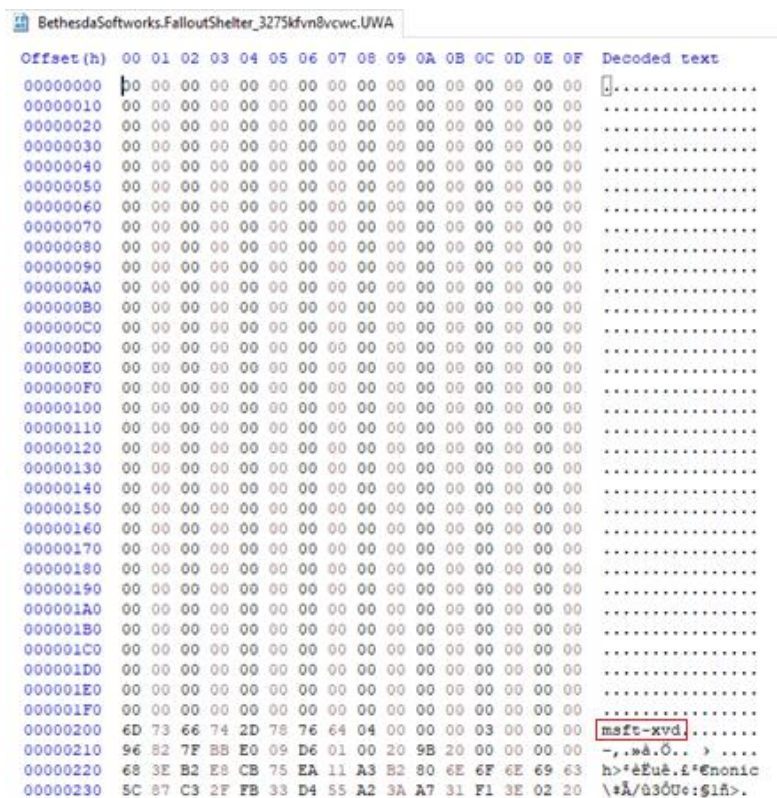 BethesdaSoftworks.FalloutShelter_3275kfvn8vcwc.UWA
Offset(h) 00 01 02 03 04 05 06 07 08 09 0A 0B 0C 0D 0E 0F Decoded text
00000000 00 00 00 00 00 00 00 00 00 00 00 00 00 00 00 00 ................
00000010 00 00 00 00 00 00 00 00 00 00 00 00 00 00 00 00 ................
00000020 00 00 00 00 00 00 00 00 00 00 00 00 00 00 00 00 ................
00000030 00 00 00 00 00 00 00 00 00 00 00 00 00 00 00 00 ................
00000040 00 00 00 00 00 00 00 00 00 00 00 00 00 00 00 00 ................
00000050 00 00 00 00 00 00 00 00 00 00 00 00 00 00 00 00 ................
00000060 00 00 00 00 00 00 00 00 00 00 00 00 00 00 00 00 ................
00000070 00 00 00 00 00 00 00 00 00 00 00 00 00 00 00 00 ................
00000080 00 00 00 00 00 00 00 00 00 00 00 00 00 00 00 00 ................
00000090 00 00 00 00 00 00 00 00 00 00 00 00 00 00 00 00 ................
000000A0 00 00 00 00 00 00 00 00 00 00 00 00 00 00 00 00 ................
000000B0 00 00 00 00 00 00 00 00 00 00 00 00 00 00 00 00 ................
000000C0 00 00 00 00 00 00 00 00 00 00 00 00 00 00 00 00 ................
000000D0 00 00 00 00 00 00 00 00 00 00 00 00 00 00 00 00 ................
000000E0 00 00 00 00 00 00 00 00 00 00 00 00 00 00 00 00 ................
000000F0 00 00 00 00 00 00 00 00 00 00 00 00 00 00 00 00 ................
00000100 00 00 00 00 00 00 00 00 00 00 00 00 00 00 00 00 ................
00000110 00 00 00 00 00 00 00 00 00 00 00 00 00 00 00 00 ................
00000120 00 00 00 00 00 00 00 00 00 00 00 00 00 00 00 00 ................
00000130 00 00 00 00 00 00 00 00 00 00 00 00 00 00 00 00 ................
00000140 00 00 00 00 00 00 00 00 00 00 00 00 00 00 00 00 ................
00000150 00 00 00 00 00 00 00 00 00 00 00 00 00 00 00 00 ................
00000160 00 00 00 00 00 00 00 00 00 00 00 00 00 00 00 00 ................
00000170 00 00 00 00 00 00 00 00 00 00 00 00 00 00 00 00 ................
00000180 00 00 00 00 00 00 00 00 00 00 00 00 00 00 00 00 ................
00000190 00 00 00 00 00 00 00 00 00 00 00 00 00 00 00 00 ................
000001A0 00 00 00 00 00 00 00 00 00 00 00 00 00 00 00 00 ................
000001B0 00 00 00 00 00 00 00 00 00 00 00 00 00 00 00 00 ................
000001C0 00 00 00 00 00 00 00 00 00 00 00 00 00 00 00 00 ................
000001D0 00 00 00 00 00 00 00 00 00 00 00 00 00 00 00 00 ................
000001E0 00 00 00 00 00 00 00 00 00 00 00 00 00 00 00 00 ................
000001F0 00 00 00 00 00 00 00 00 00 00 00 00 00 00 00 00 ................
00000200 6D 73 66 74 2D 78 76 64 04 00 00 00 03 00 00 00 msft-xvd........
00000210 96 82 7F BB E0 09 D6 01 00 20 9B 20 00 00 00 00 –‚.»à.Ö.. › ....
00000220 68 3E B2 E8 CB 75 EA 11 A3 B2 80 6E 6F 6E 69 63 h>²èËuê.£²€nonic
00000230 5C 87 C3 2F FB 33 D4 55 A2 3A A7 31 F1 3E 02 20 \‡Ã/û3ÔU¢:§1ñ>.